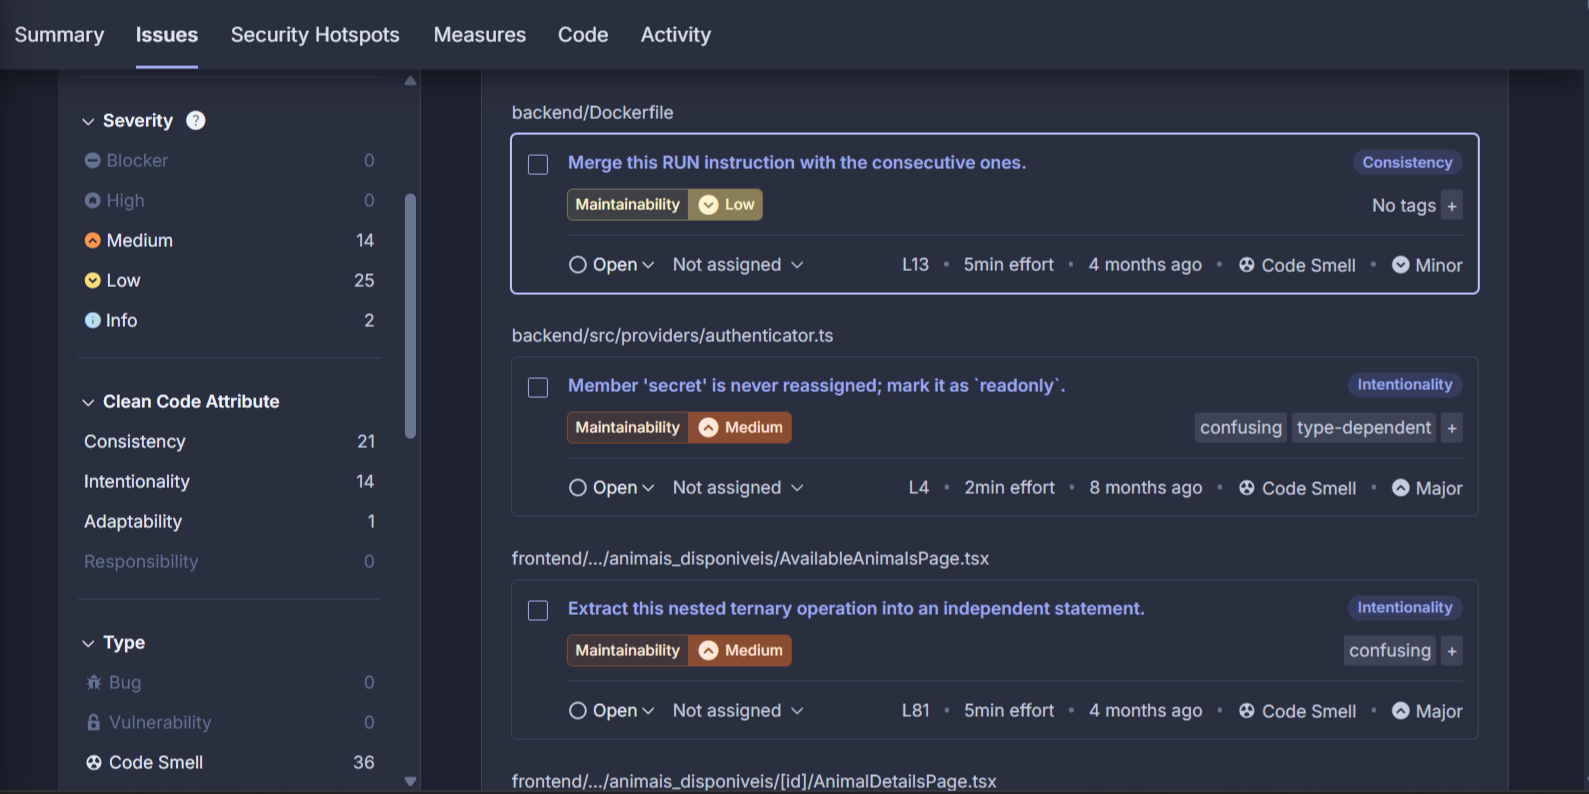 Summary Issues Security Hotspots Measures Code Activity
Severity ?
Blocker 0
High 0
Medium 14
Low 25
Info 2
Clean Code Attribute
Consistency 21
Intentionality 14
Adaptability 1
Responsibility 0
Type
Bug 0
Vulnerability 0
Code Smell 36
backend/Dockerfile
Merge this RUN instruction with the consecutive ones. Consistency
Maintainability Low No tags +
Open Not assigned L13 • 5min effort • 4 months ago • Code Smell • Minor
backend/src/providers/authenticator.ts
Member 'secret' is never reassigned; mark it as `readonly`. Intentionality
Maintainability Medium confusing type-dependent +
Open Not assigned L4 • 2min effort • 8 months ago • Code Smell • Major
frontend/.../animais_disponiveis/AvailableAnimalsPage.tsx
Extract this nested ternary operation into an independent statement. Intentionality
Maintainability Medium confusing +
Open Not assigned L81 • 5min effort • 4 months ago • Code Smell • Major
frontend/.../animais_disponiveis/[id]/AnimalDetailsPage.tsx